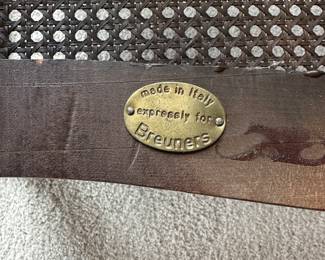 made in Italy
expressly for
Breuners